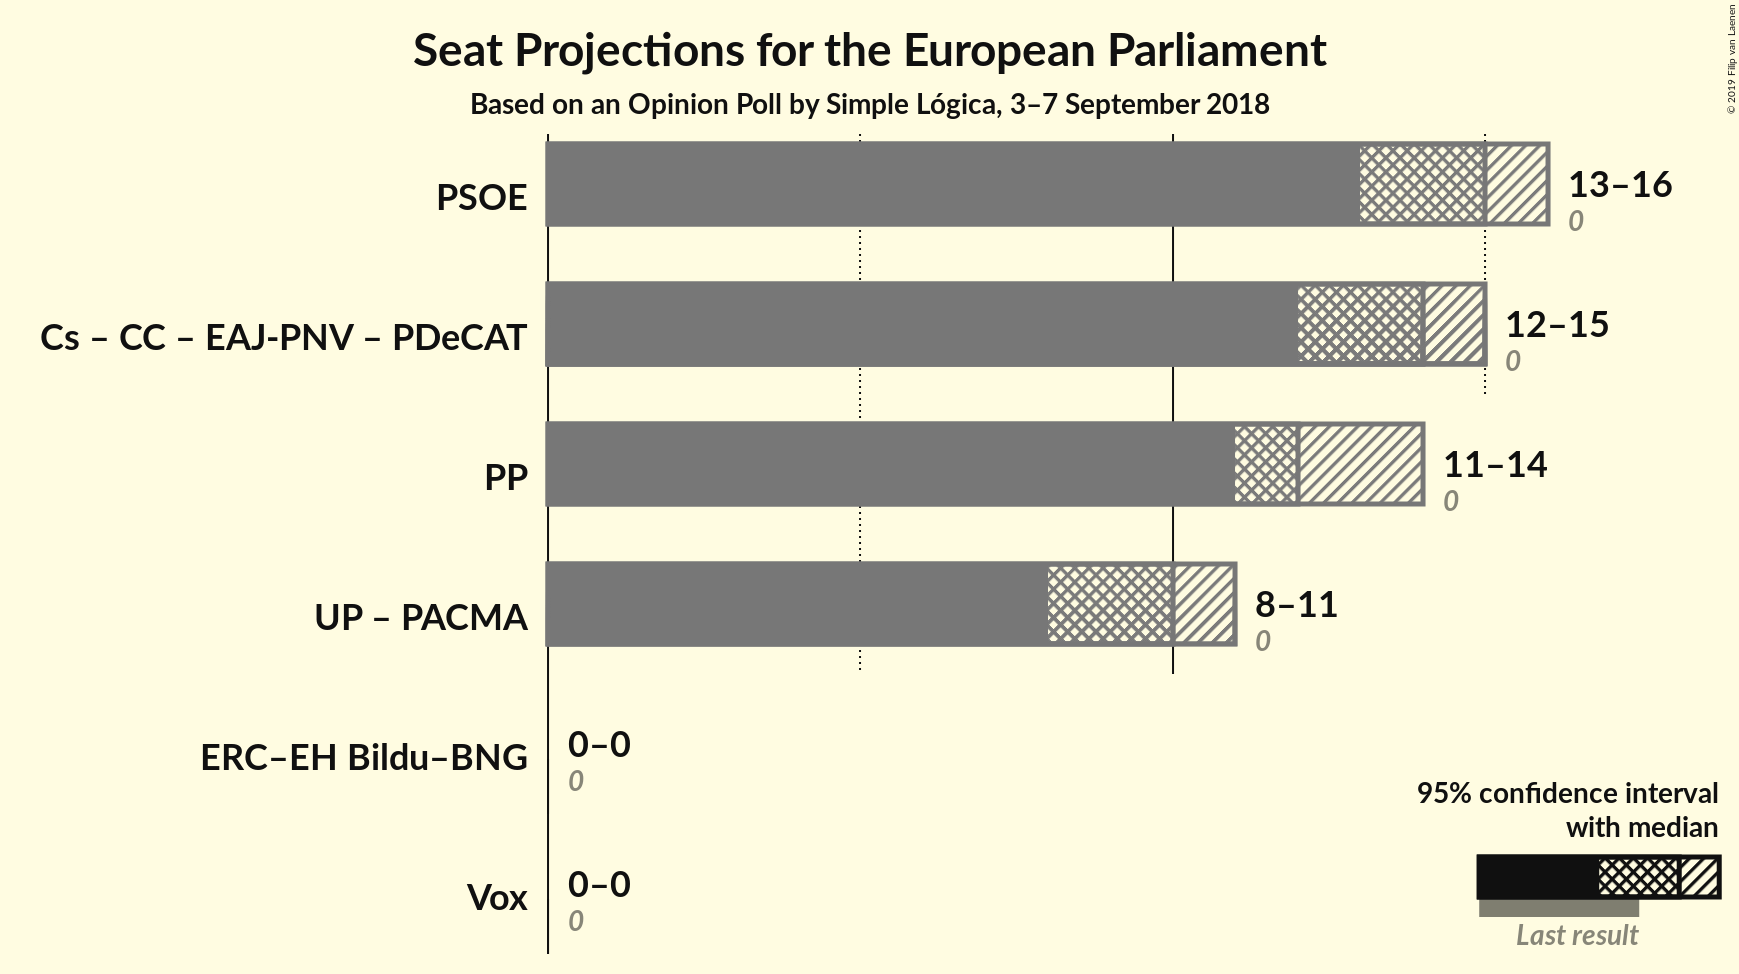 Seat Projections for the European Parliament
Based on an Opinion Poll by Simple Lógica, 3–7 September 2018
© 2019 Filip van Laenen
PSOE
13–16
0
Cs – CC – EAJ-PNV – PDeCAT
12–15
0
PP
11–14
0
UP – PACMA
8–11
0
ERC–EH Bildu–BNG
0–0
0
Vox
0–0
0
95% confidence interval
with median
Last result